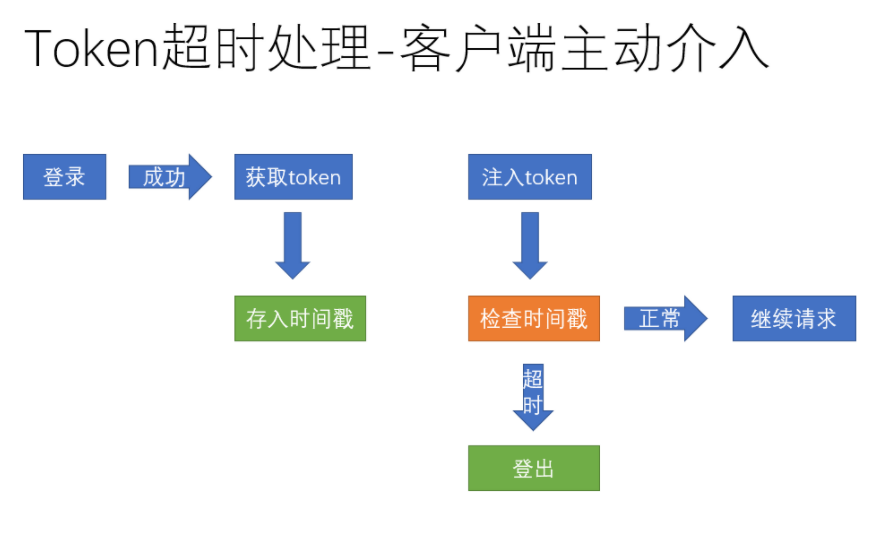 Token超时处理-客户端主动介入
登录
成功
获取token
注入token
存入时间戳
检查时间戳
正常
继续请求
超
时
登出